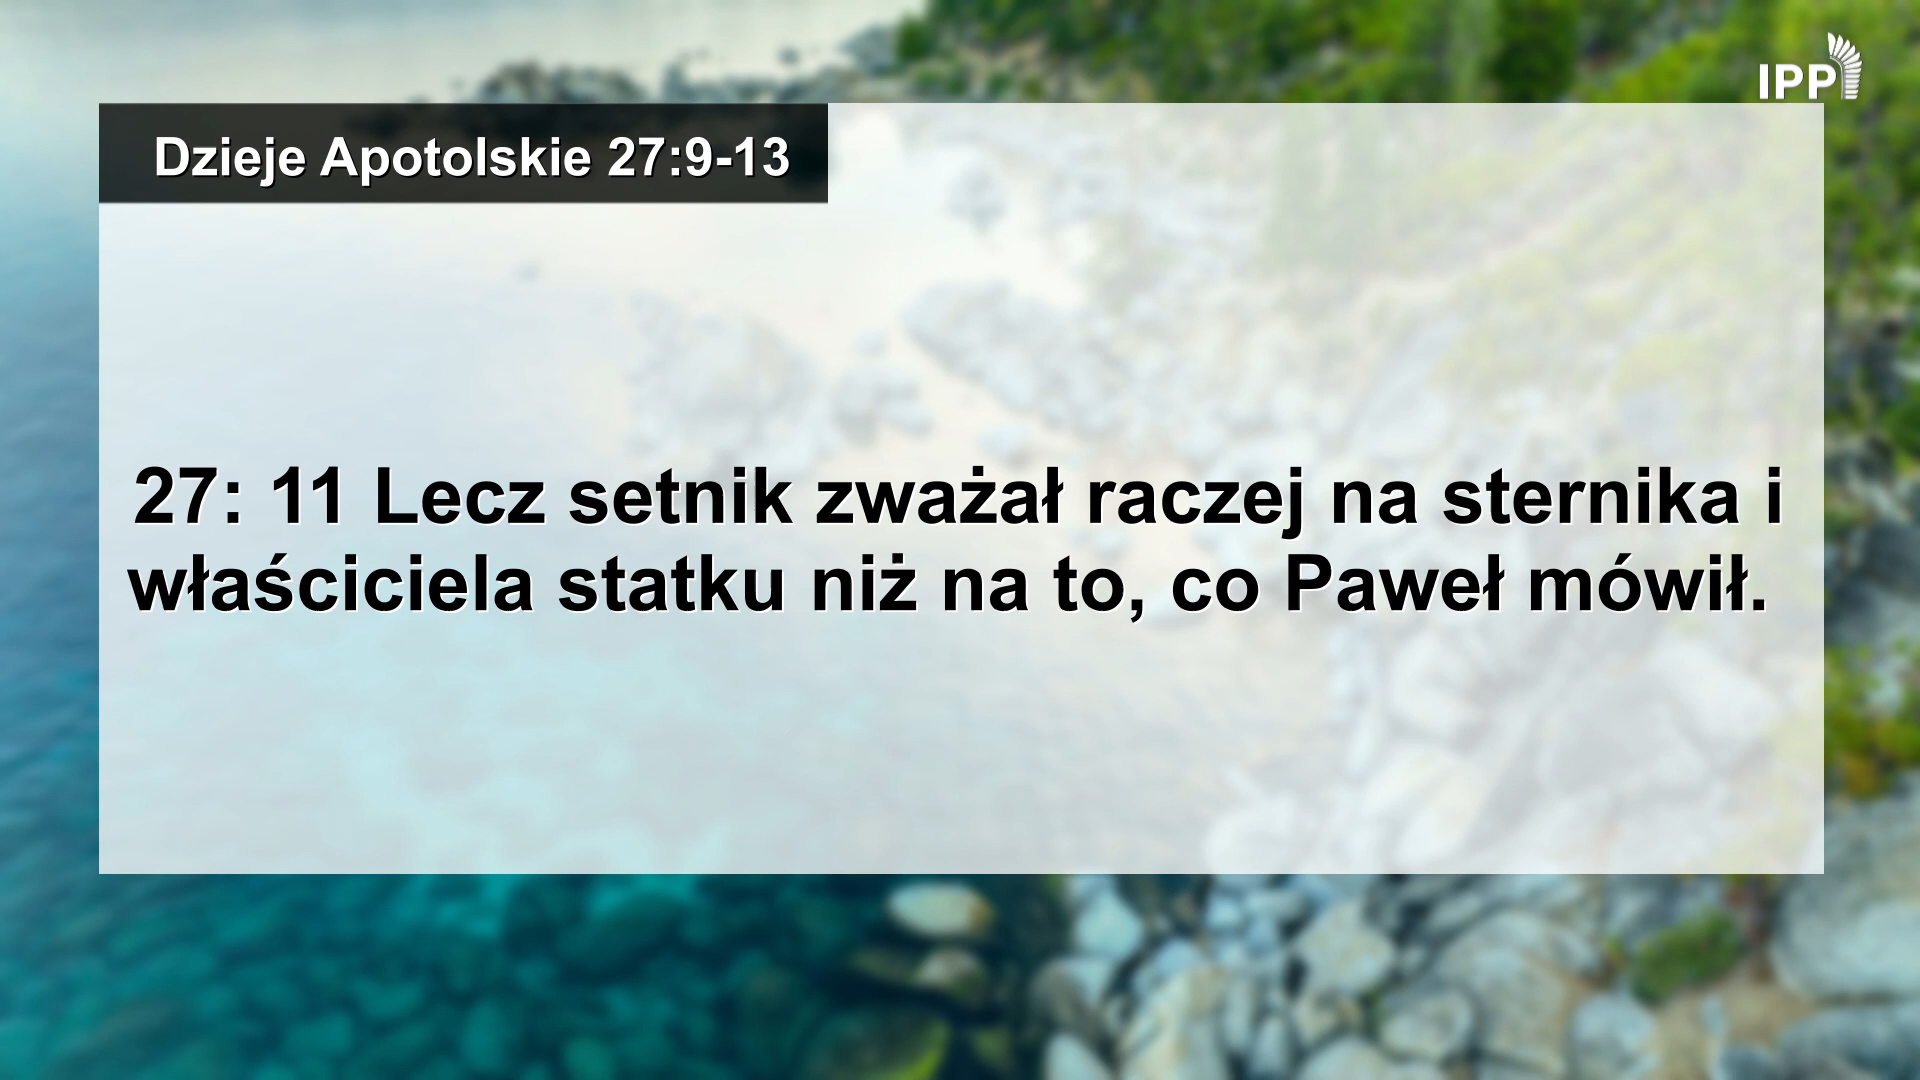 IPP
Dzieje Apotolskie 27:9-13
27: 11 Lecz setnik zważał raczej na sternika i
właściciela statku niż na to, co Paweł mówił.